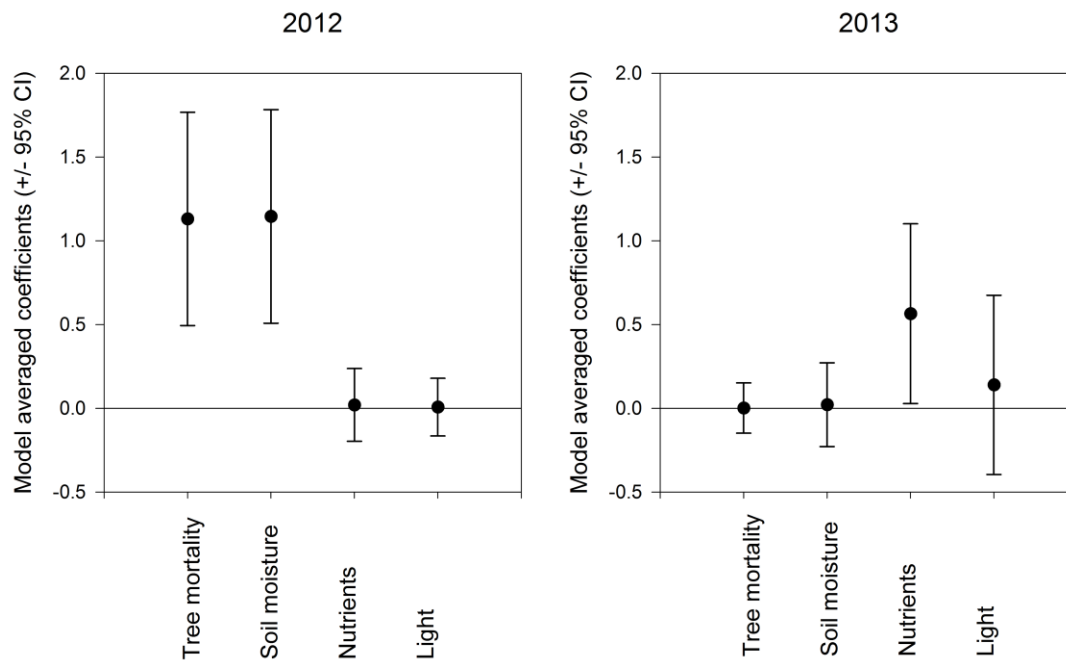 2012
Model averaged coefficients (+/- 95% CI)
2.0
1.5
1.0
0.5
0.0
-0.5
Tree mortality
Soil moisture
Nutrients
Light
2013
Model averaged coefficients (+/- 95% CI)
2.0
1.5
1.0
0.5
0.0
-0.5
Tree mortality
Soil moisture
Nutrients
Light